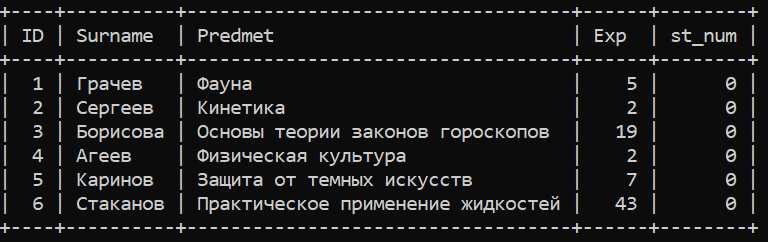 +----+----------+--------------------------------+------+--------+
| ID | Surname  | Predmet                        | Exp  | st_num |
+----+----------+--------------------------------+------+--------+
|  1 | Грачев   | Фауна                          |    5 |      0 |
|  2 | Сергеев  | Кинетика                       |    2 |      0 |
|  3 | Борисова | Основы теории законов гороскопов  |   19 |      0 |
|  4 | Агеев    | Физическая культура            |    2 |      0 |
|  5 | Каринов  | Защита от темных искусств      |    7 |      0 |
|  6 | Стаканов | Практическое применение жидкостей |   43 |      0 |
+----+----------+--------------------------------+------+--------+